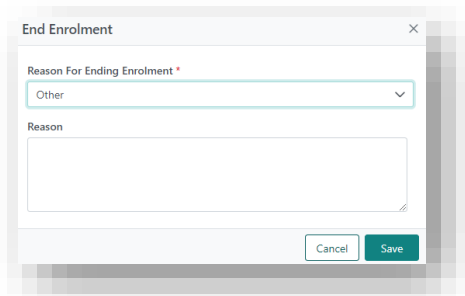 End Enrolment
Reason For Ending Enrolment *
Other
Reason
Cancel Save